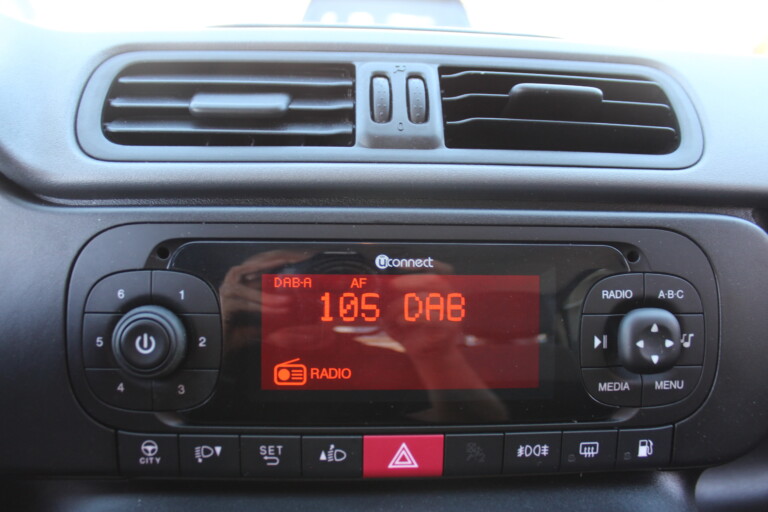 uconnect
DAB-A AF
105 DAB
RADIO
6 1
5 2
4 3
RADIO A-B-C
MEDIA MENU
CITY
SET